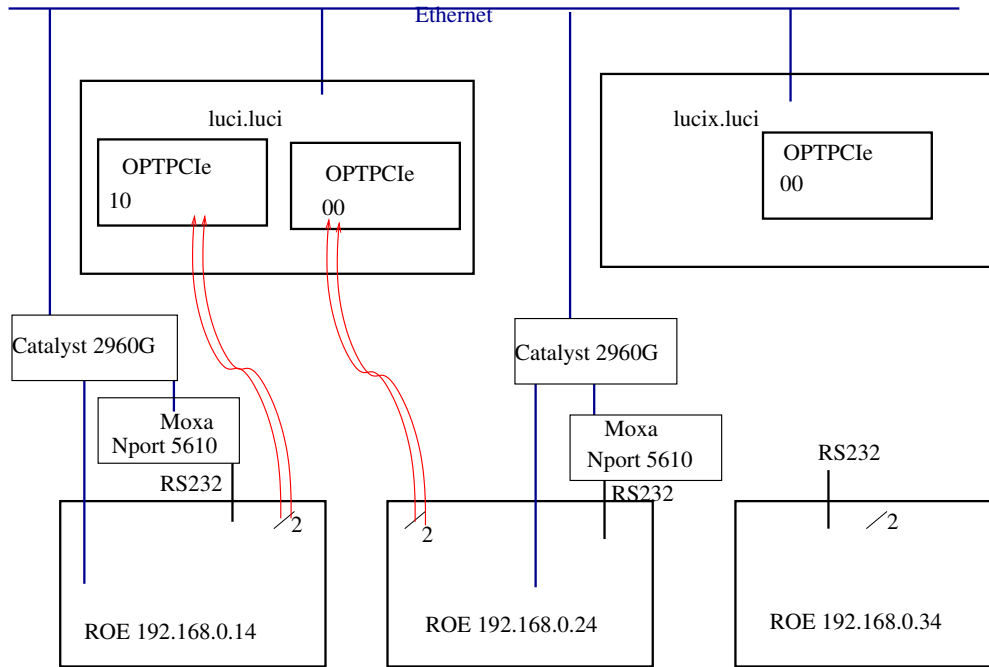 Ethernet
luci.luci
OPTPCIe
10
OPTPCIe
00
lucix.luci
OPTPCIe
00
Catalyst 2960G
Moxa
Nport 5610
RS232
2
ROE 192.168.0.14
2
Catalyst 2960G
Moxa
Nport 5610
RS232
ROE 192.168.0.24
RS232
2
ROE 192.168.0.34